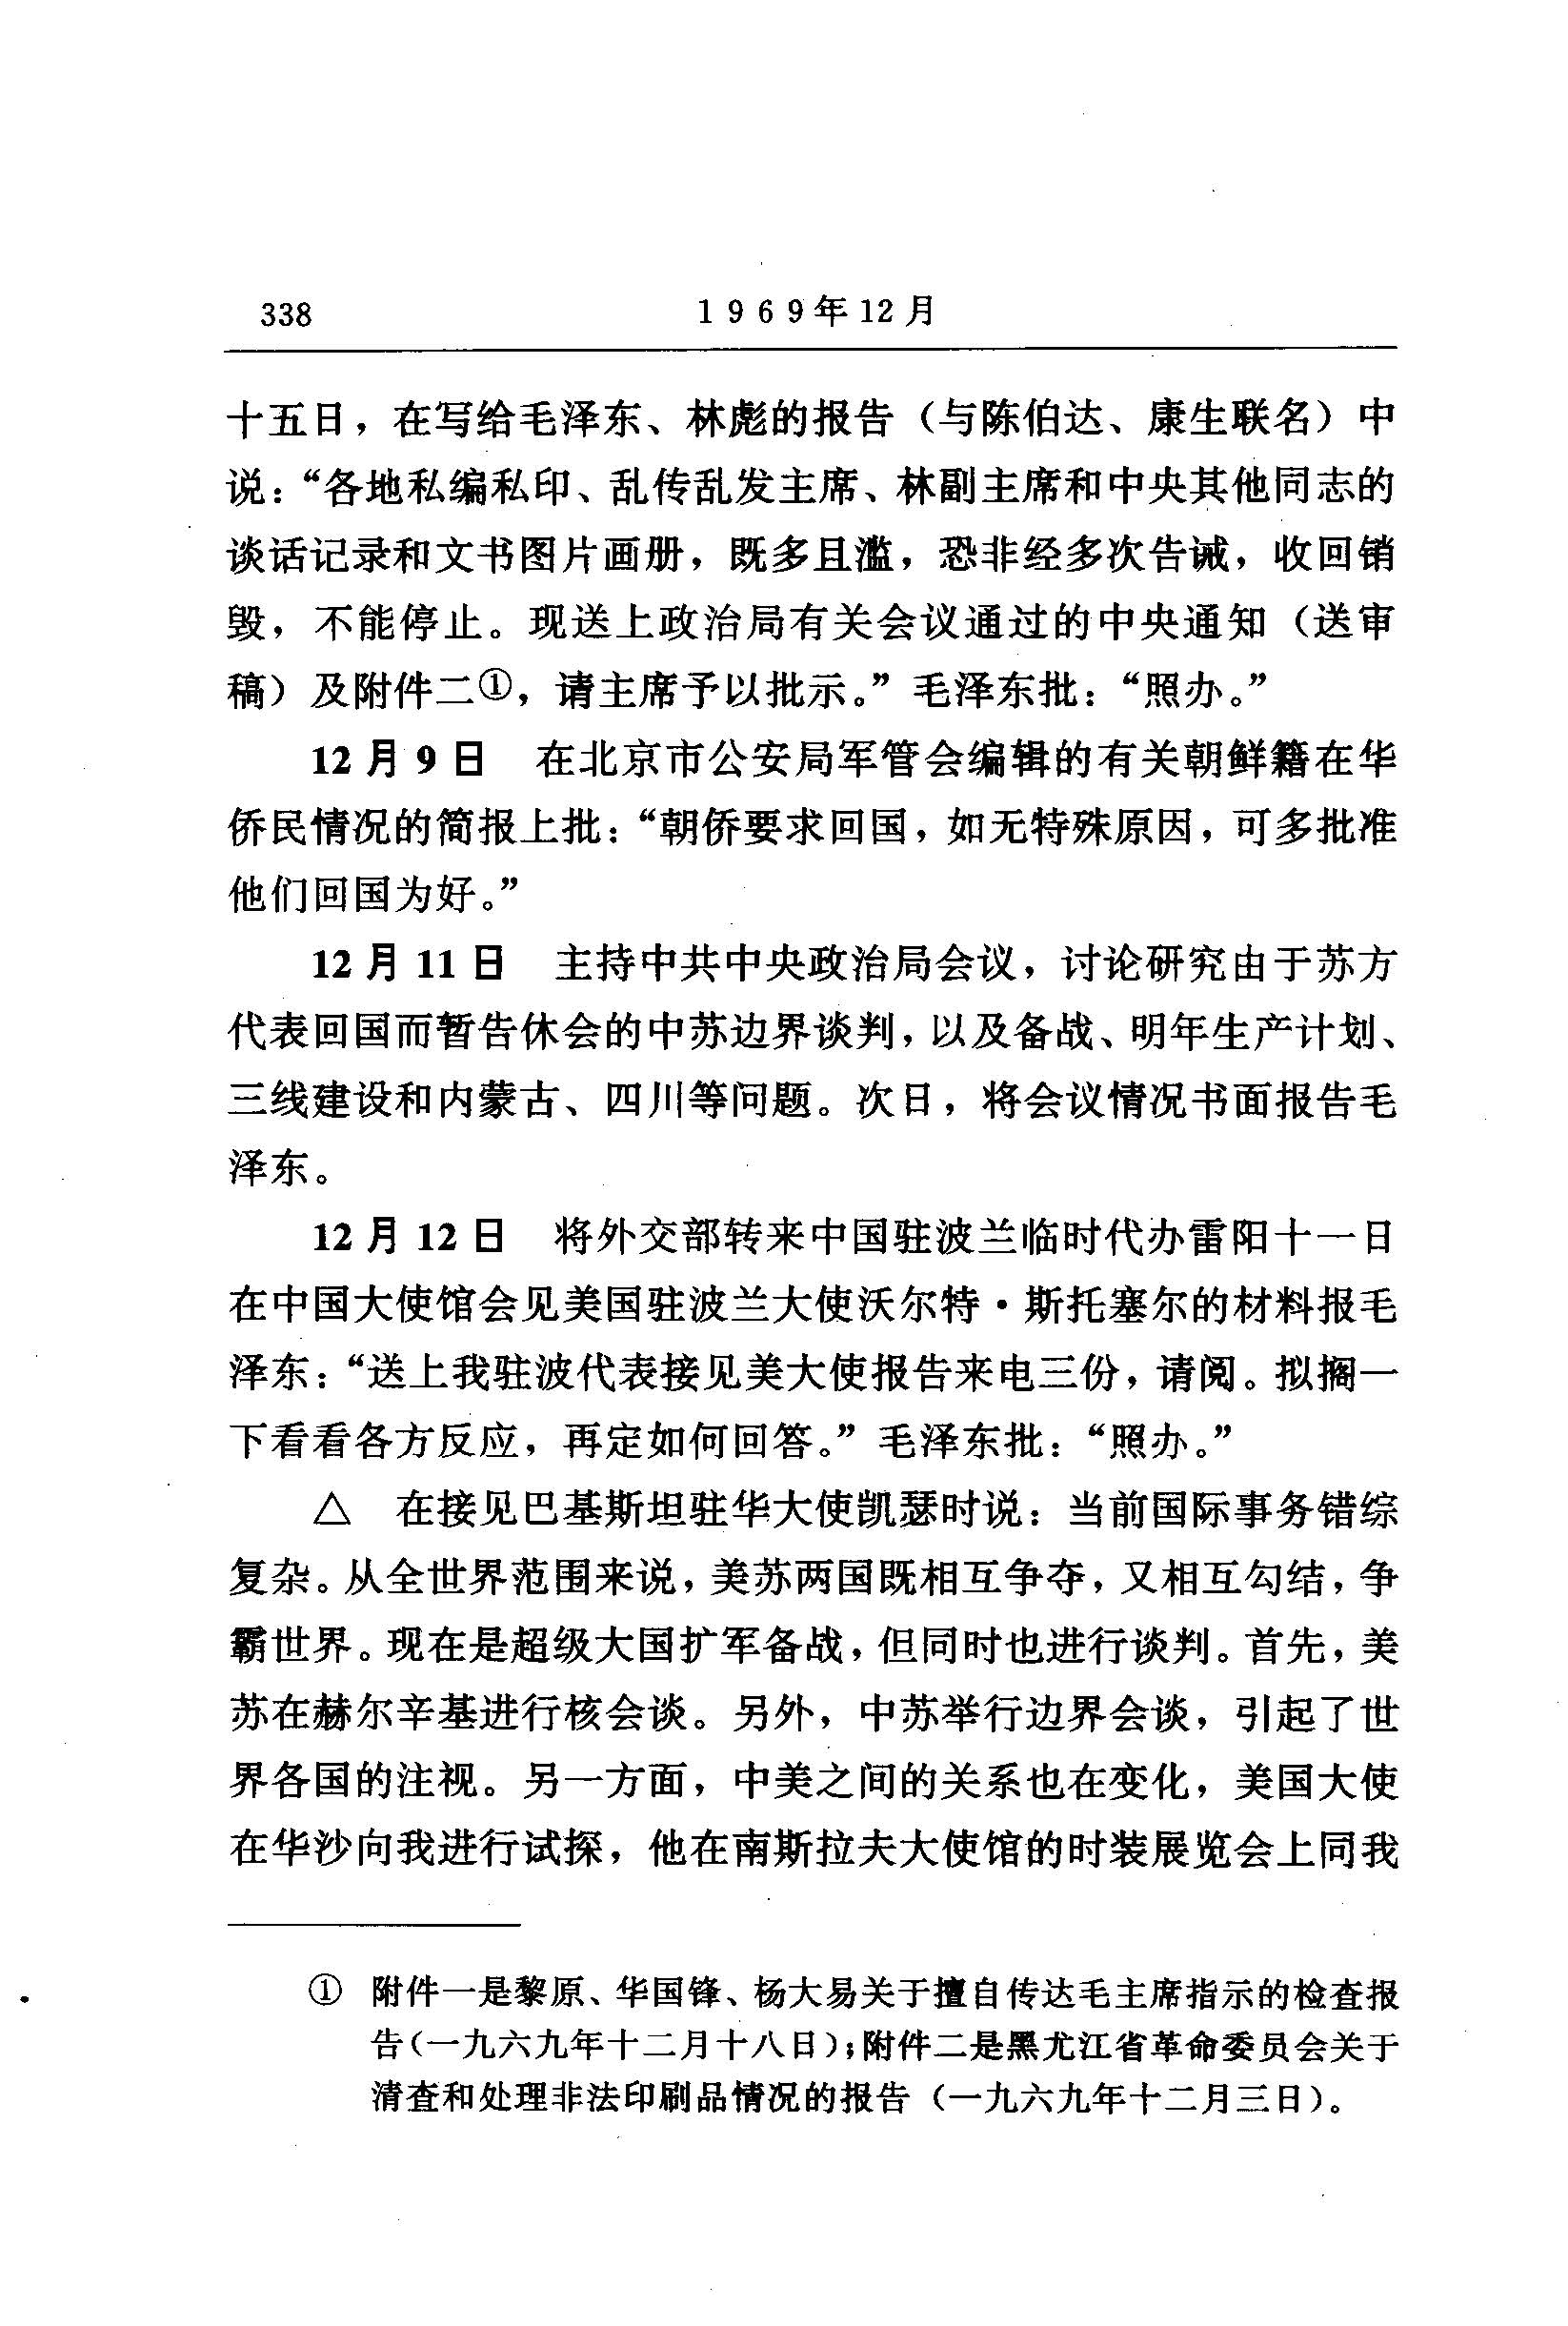 338
1969年12月
十五日，在写给毛泽东、林彪的报告（与陈伯达、康生联名）中
说：“各地私编私印、乱传乱发主席、林副主席和中央其他同志的
谈话记录和文书图片画册，既多且滥，恐非经多次告诫，收回销
毁，不能停止。现送上政治局有关会议通过的中央通知（送审
稿）及附件二①，请主席予以批示。”毛泽东批：“照办。”
12月9日　在北京市公安局军管会编辑的有关朝鲜籍在华
侨民情况的简报上批：“朝侨要求回国，如无特殊原因，可多批准
他们回国为好。”
12月11日　主持中共中央政治局会议，讨论研究由于苏方
代表回国而暂告休会的中苏边界谈判，以及备战、明年生产计划、
三线建设和内蒙古、四川等问题。次日，将会议情况书面报告毛
泽东。
12月12日　将外交部转来中国驻波兰临时代办雷阳十一日
在中国大使馆会见美国驻波兰大使沃尔特·斯托塞尔的材料报毛
泽东：“送上我驻波代表接见美大使报告来电三份，请阅。拟搁一
下看看各方反应，再定如何回答。”毛泽东批：“照办。”
△　在接见巴基斯坦驻华大使凯瑟时说：当前国际事务错综
复杂。从全世界范围来说，美苏两国既相互争夺，又相互勾结，争
霸世界。现在是超级大国扩军备战，但同时也进行谈判。首先，美
苏在赫尔辛基进行核会谈。另外，中苏举行边界会谈，引起了世
界各国的注视。另一方面，中美之间的关系也在变化，美国大使
在华沙向我进行试探，他在南斯拉夫大使馆的时装展览会上同我
①　附件一是黎原、华国锋、杨大易关于擅自传达毛主席指示的检查报
告（一九六九年十二月十八日）；附件二是黑尤江省革命委员会关于
清查和处理非法印刷品情况的报告（一九六九年十二月三日）。